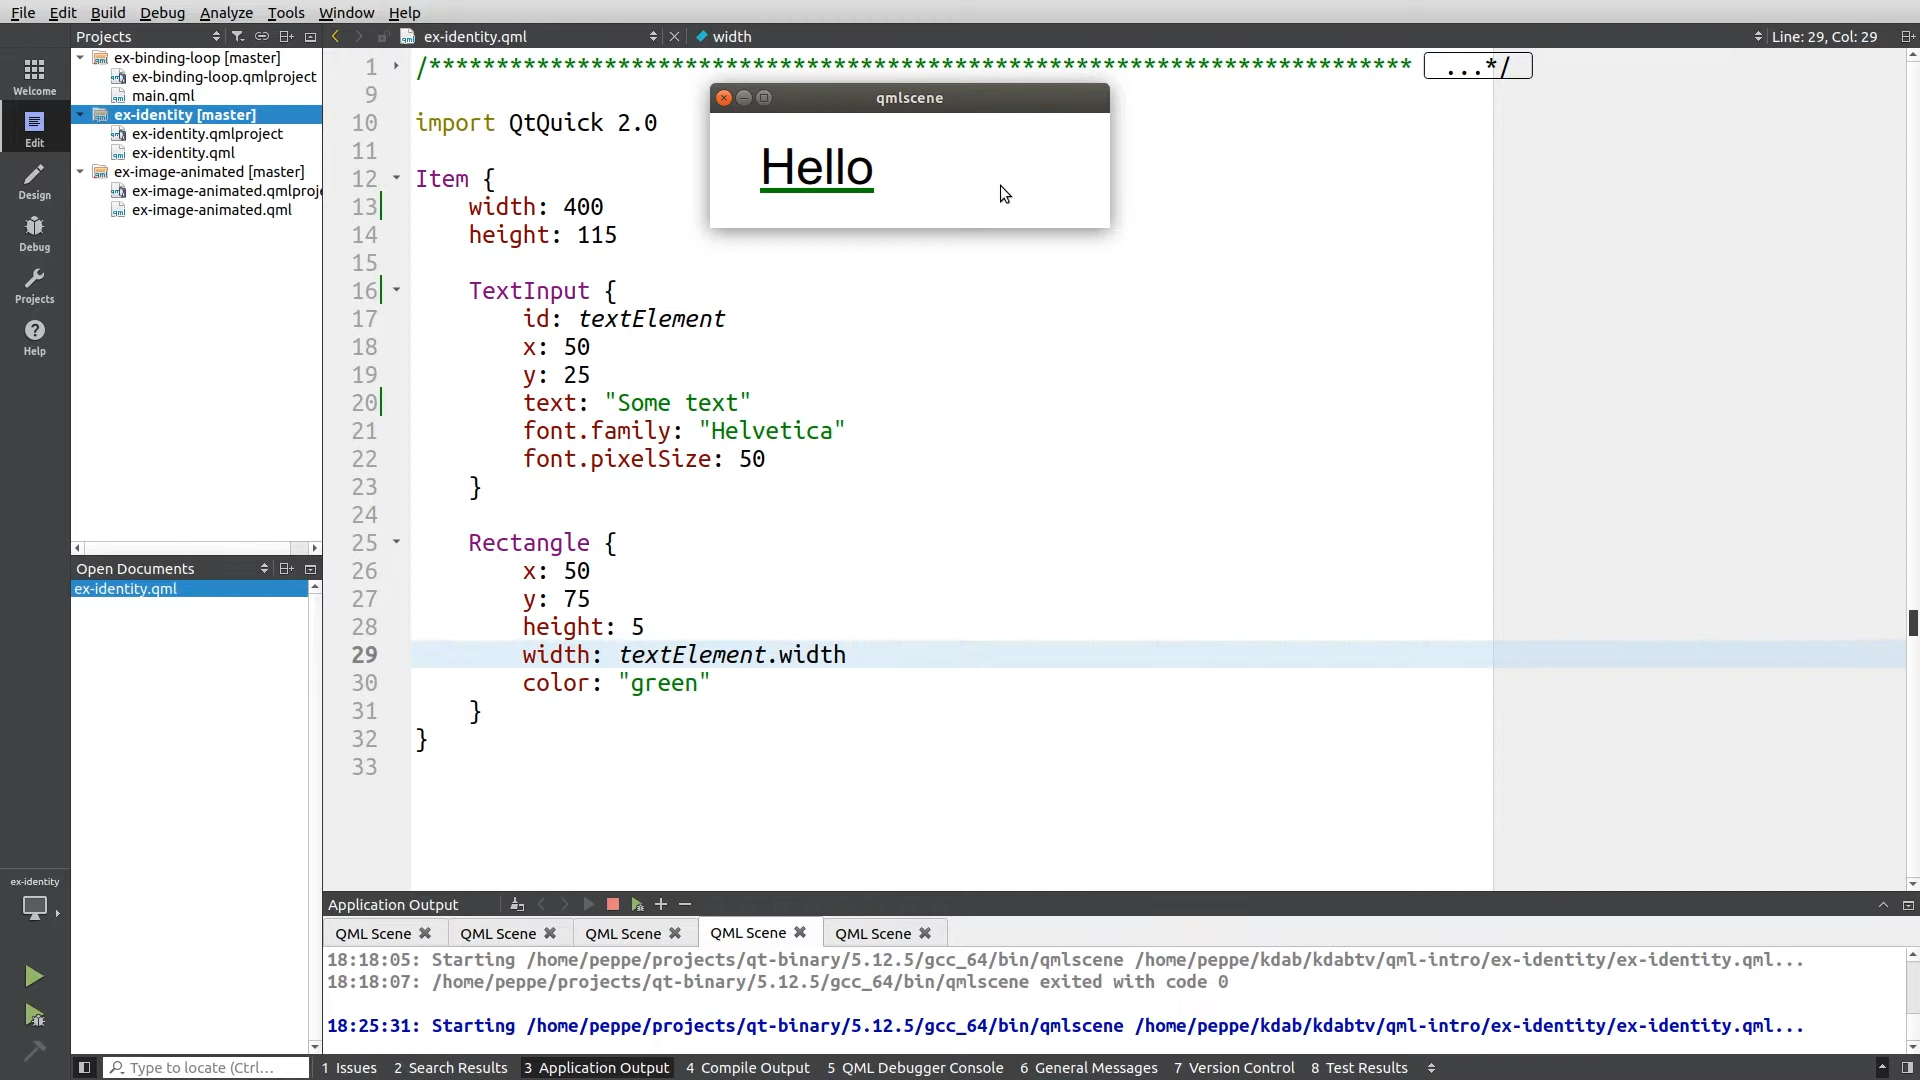 File Edit Build Debug Analyze Tools Window Help
Projects
ex-identity.qml
width
Line: 29, Col: 29
Welcome
Edit
Design
Debug
Projects
Help
ex-identity
ex-binding-loop [master]
ex-binding-loop.qmlproject
main.qml
ex-identity [master]
ex-identity.qmlproject
ex-identity.qml
ex-image-animated [master]
ex-image-animated.qmlproje
ex-image-animated.qml
Open Documents
ex-identity.qml
1 /************************************************************************* ...*/
9
10 import QtQuick 2.0
11
12 Item {
13 width: 400
14 height: 115
15
16 TextInput {
17 id: textElement
18 x: 50
19 y: 25
20 text: "Some text"
21 font.family: "Helvetica"
22 font.pixelSize: 50
23 }
24
25 Rectangle {
26 x: 50
27 y: 75
28 height: 5
29 width: textElement.width
30 color: "green"
31 }
32 }
33
qmlscene
Hello
Application Output
QML Scene QML Scene QML Scene QML Scene QML Scene
18:18:05: Starting /home/peppe/projects/qt-binary/5.12.5/gcc_64/bin/qmlscene /home/peppe/kdab/kdabtv/qml-intro/ex-identity/ex-identity.qml...
18:18:07: /home/peppe/projects/qt-binary/5.12.5/gcc_64/bin/qmlscene exited with code 0
18:25:31: Starting /home/peppe/projects/qt-binary/5.12.5/gcc_64/bin/qmlscene /home/peppe/kdab/kdabtv/qml-intro/ex-identity/ex-identity.qml...
Type to locate (Ctrl...
1 Issues 2 Search Results 3 Application Output 4 Compile Output 5 QML Debugger Console 6 General Messages 7 Version Control 8 Test Results